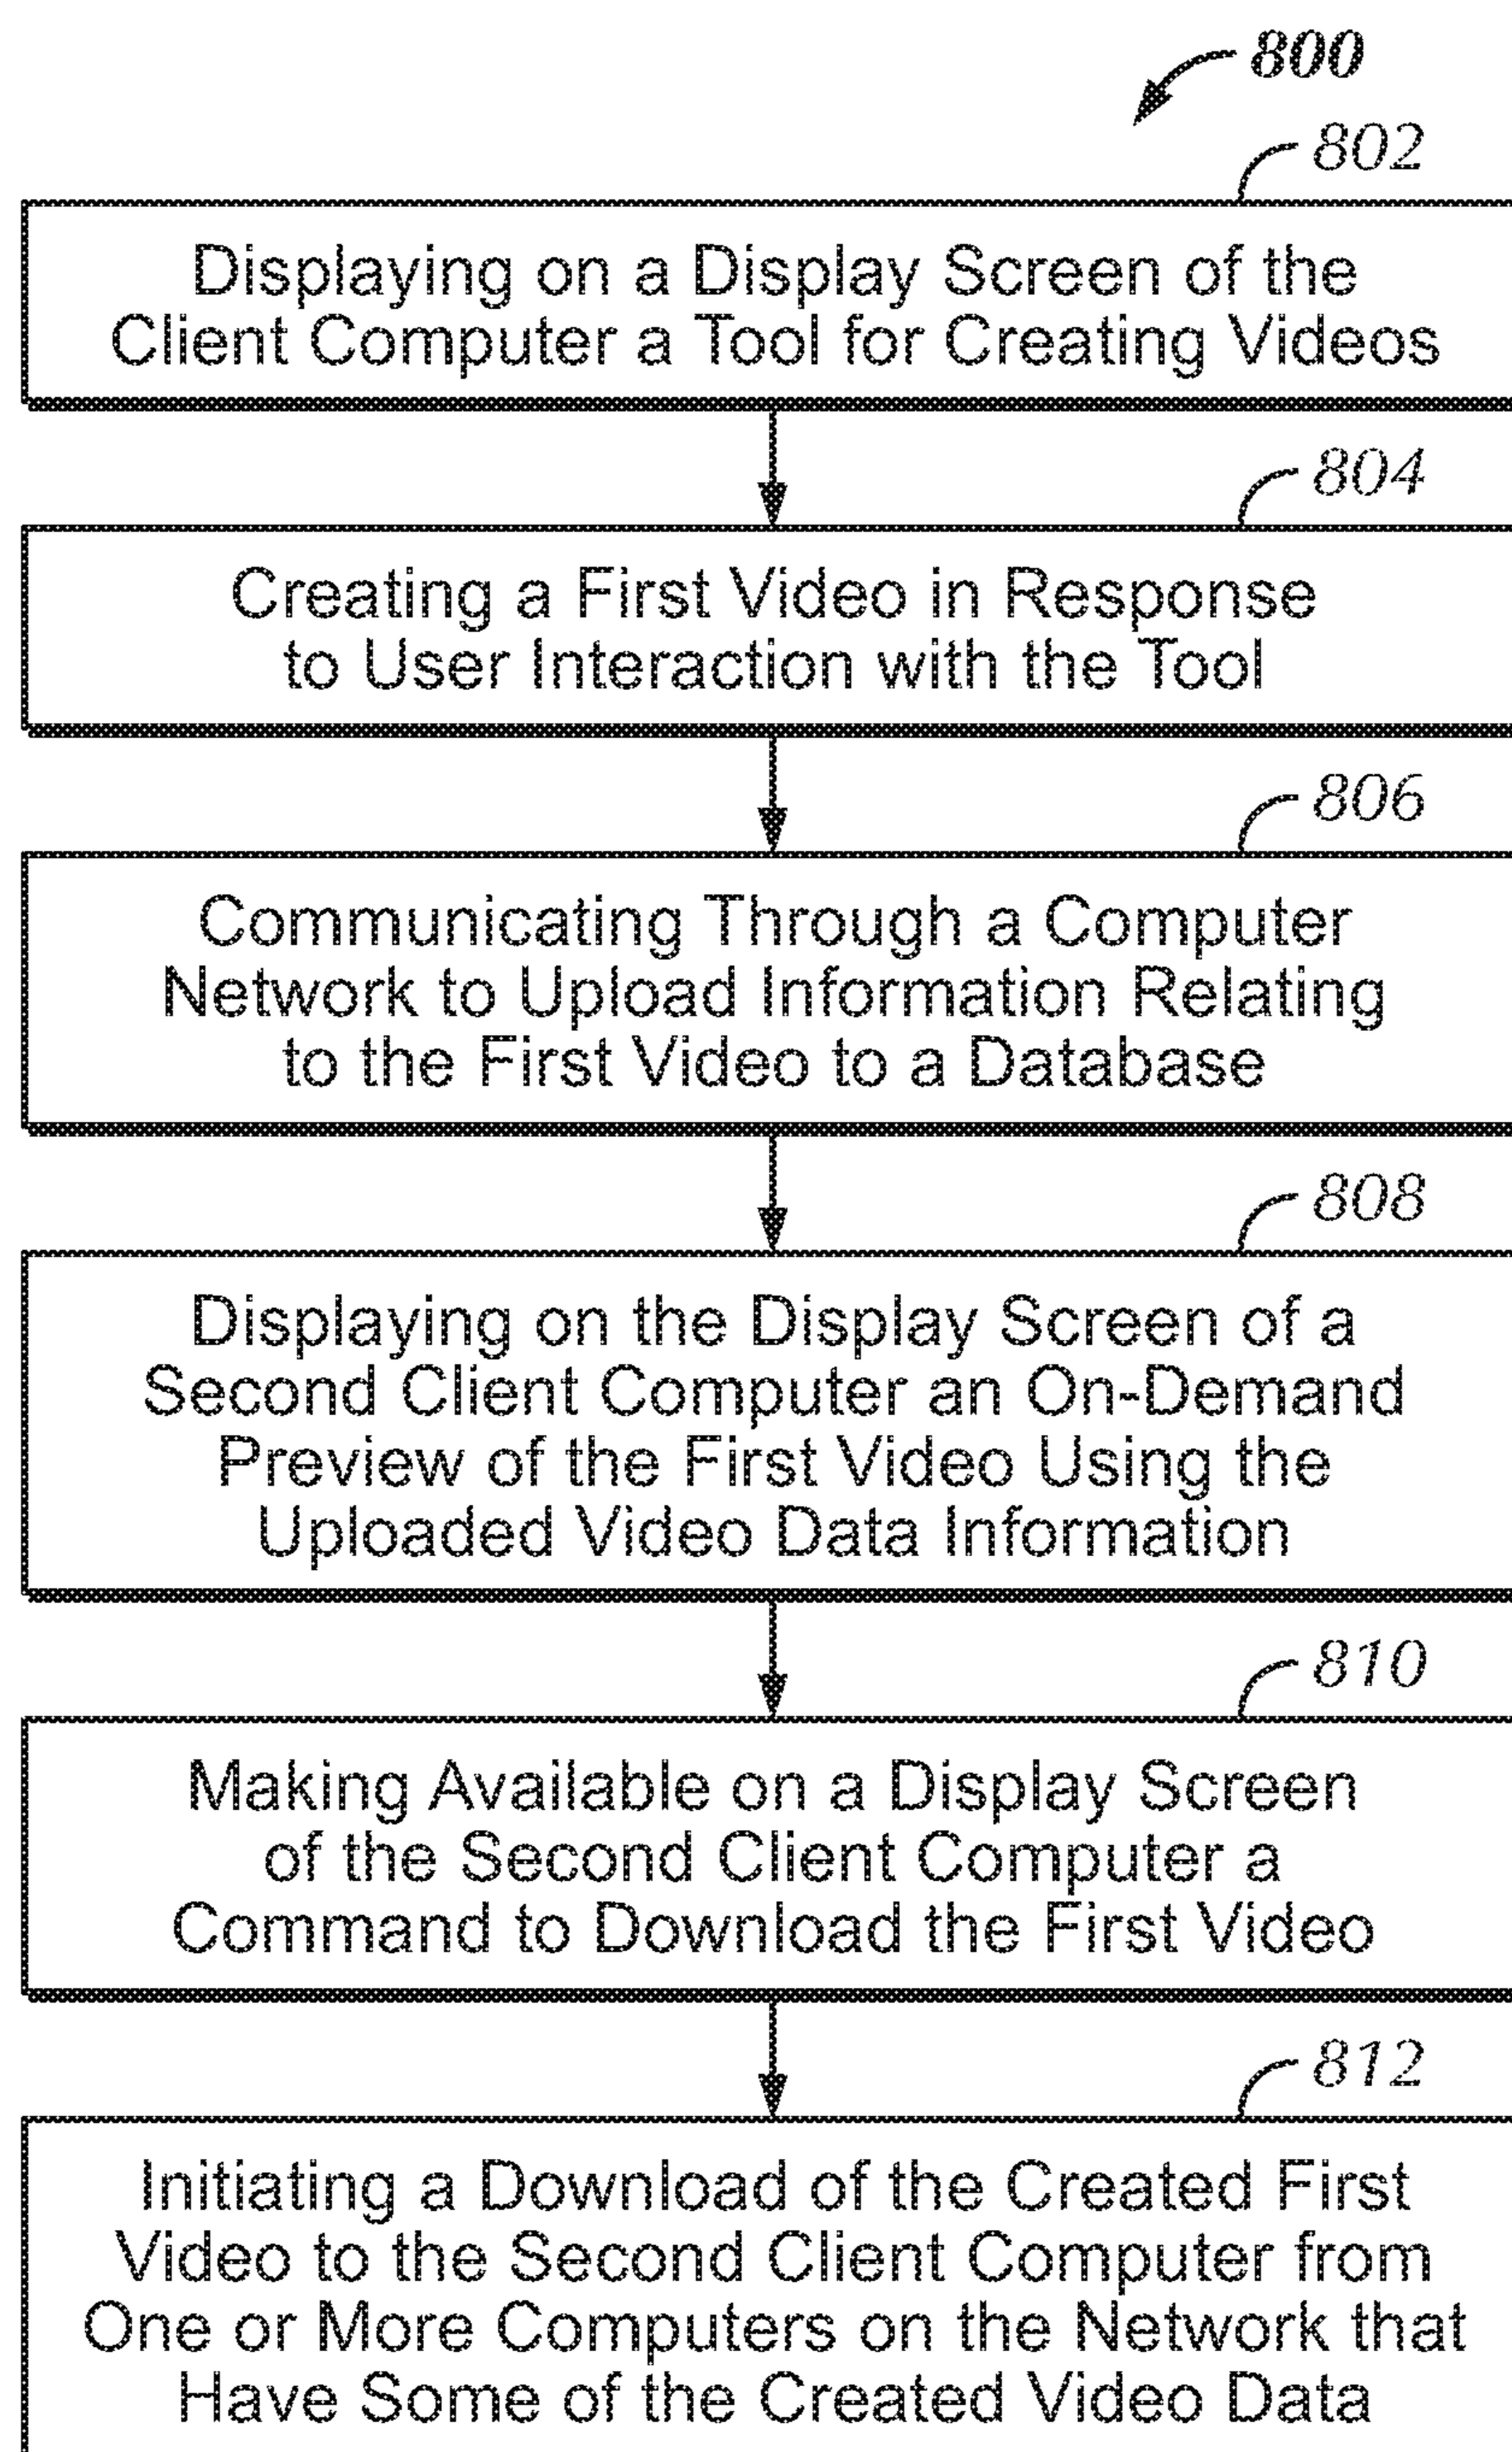 800
802
Displaying on a Display Screen of the
Client Computer a Tool for Creating Videos
804
Creating a First Video in Response
to User Interaction with the Tool
806
Communicating Through a Computer
Network to Upload Information Relating
to the First Video to a Database
808
Displaying on the Display Screen of a
Second Client Computer an On-Demand
Preview of the First Video Using the
Uploaded Video Data Information
810
Making Available on a Display Screen
of the Second Client Computer a
Command to Download the First Video
812
Initiating a Download of the Created First
Video to the Second Client Computer from
One or More Computers on the Network that
Have Some of the Created Video Data